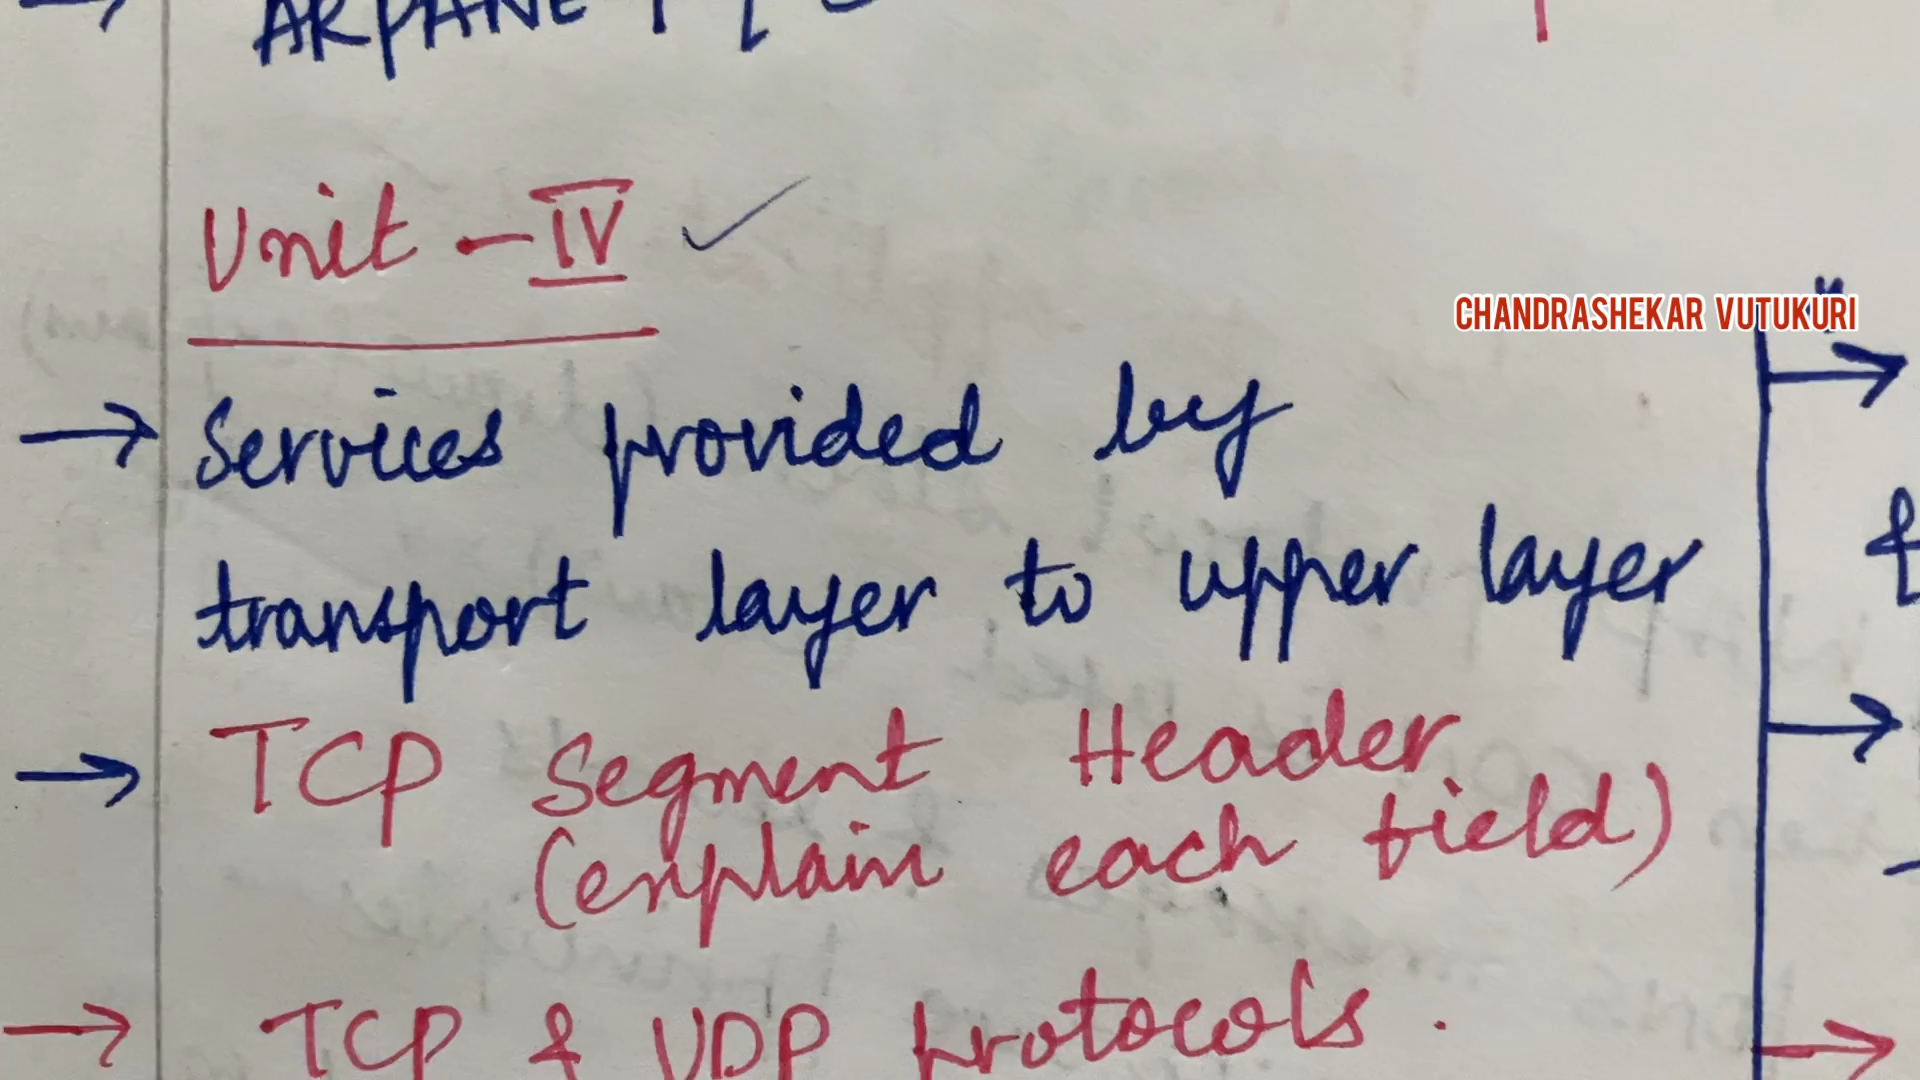 ARPANET
Unit - IV
CHANDRASHEKAR VUTUKURI
→ Services provided by
transport layer to upper layer
→ TCP Segment Header
(explain each field)
→ TCP & UDP protocols.